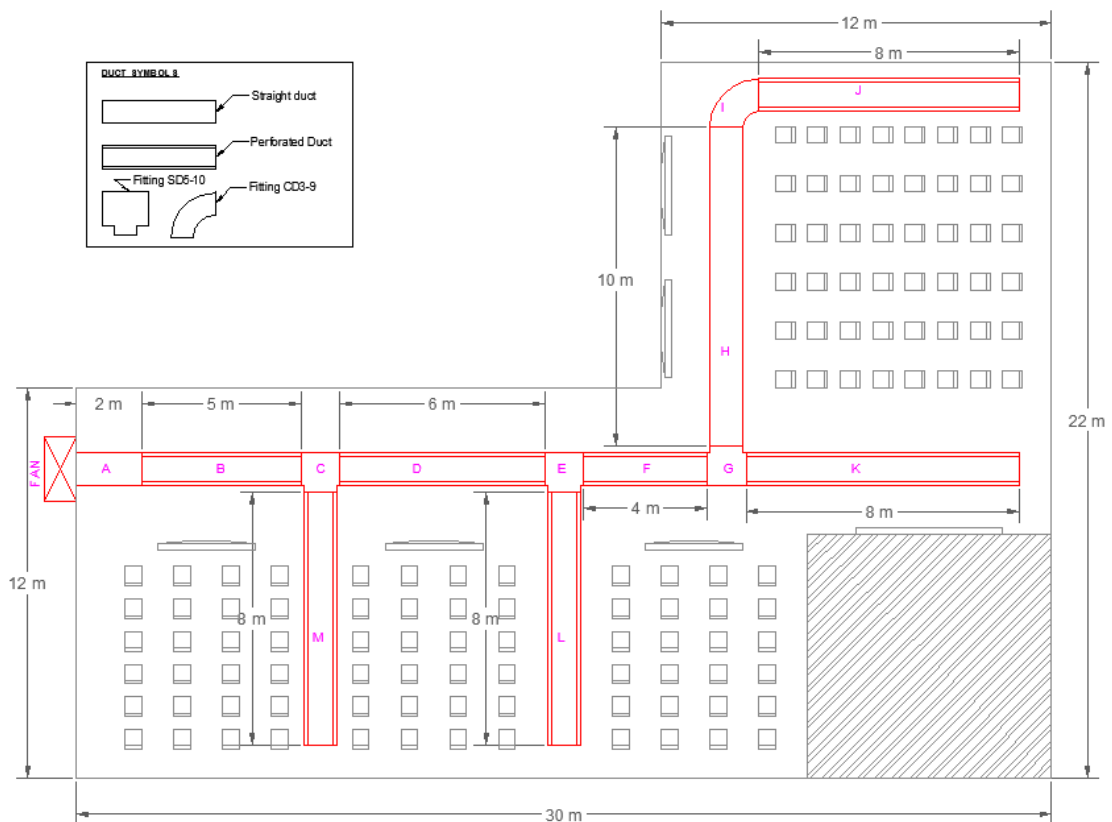 12 m
8 m
DUCT SYMBOLS
Straight duct
Perforated Duct
Fitting SD5-10
Fitting CD3-9
J
I
10 m
H
22 m
2 m
5 m
6 m
FAN
A
B
C
D
E
F
G
K
4 m
8 m
12 m
8 m
8 m
M
L
30 m